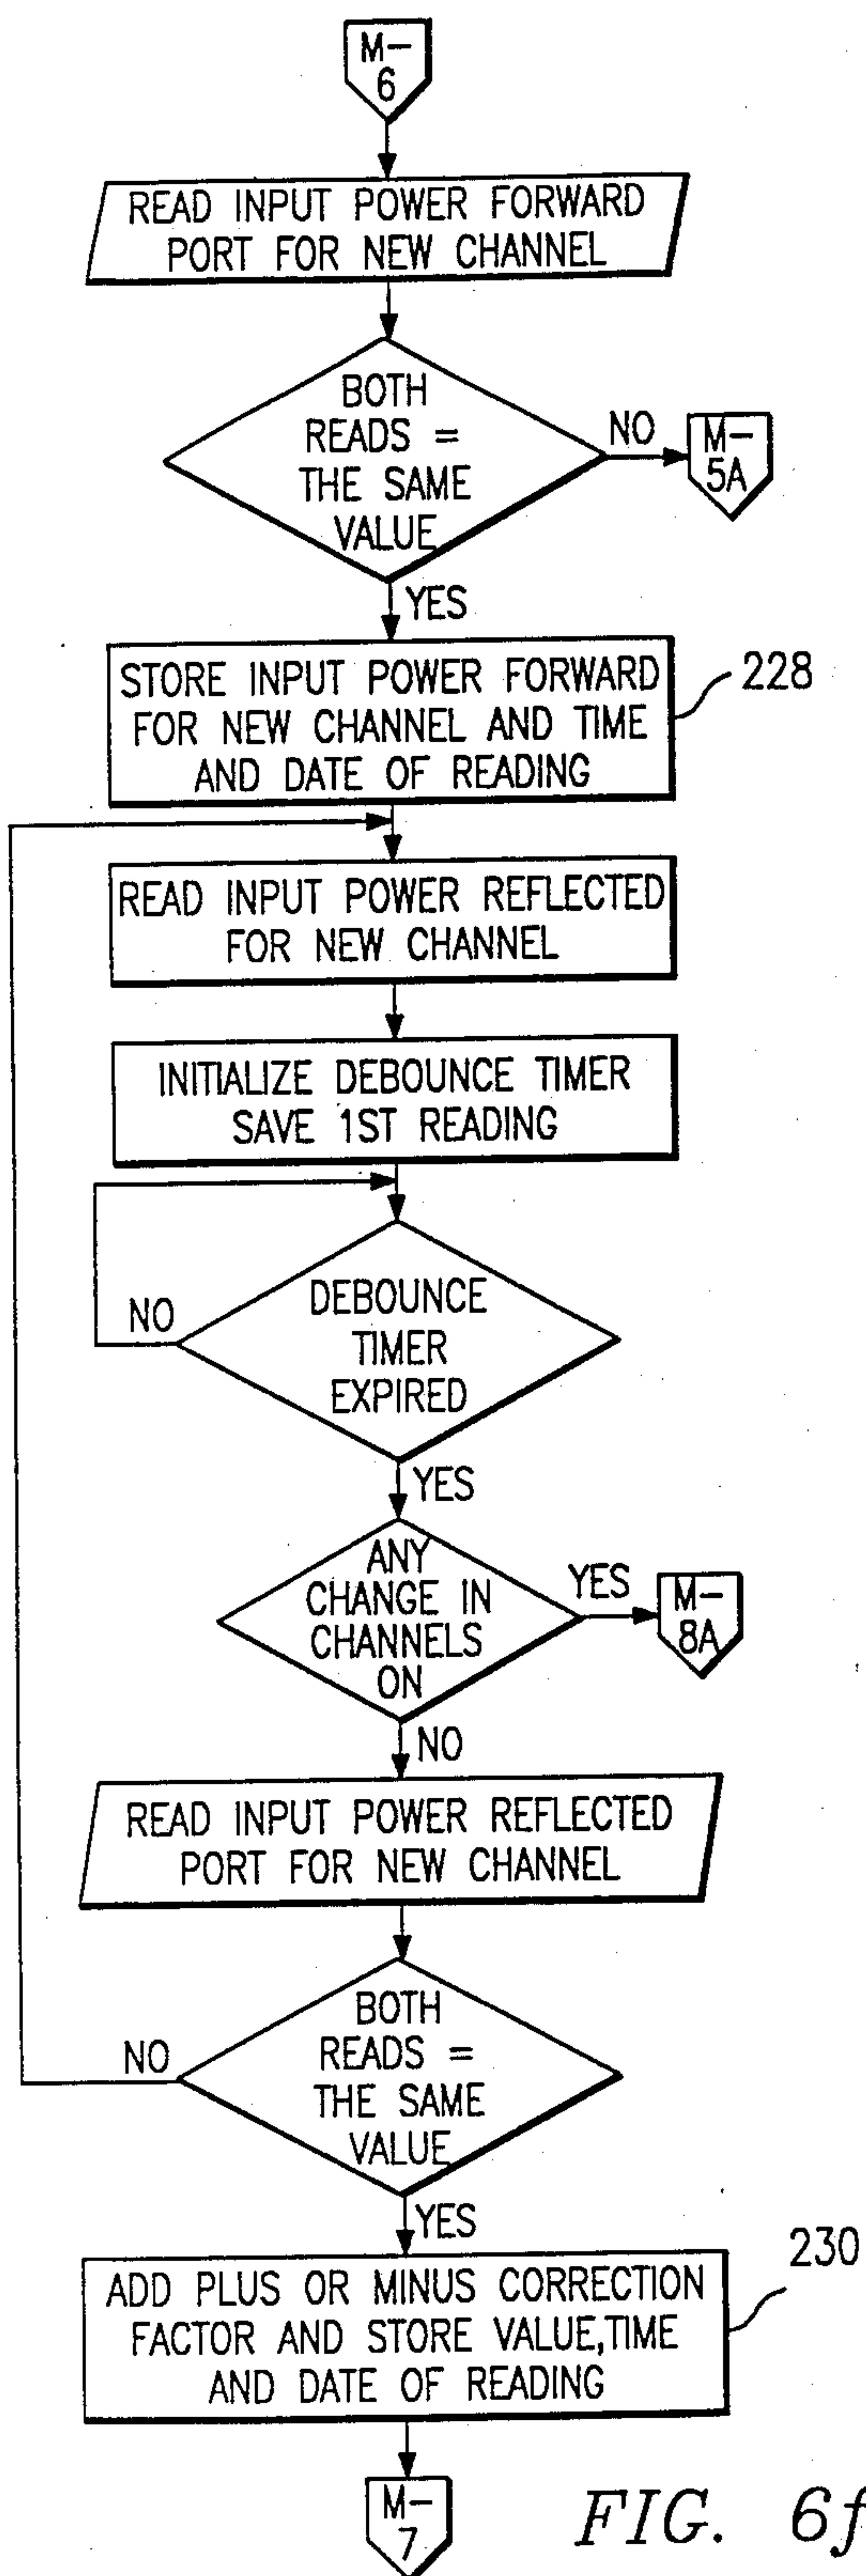 M-
6
READ INPUT POWER FORWARD
PORT FOR NEW CHANNEL
BOTH
READS =
THE SAME
VALUE
NO
M-
5A
YES
STORE INPUT POWER FORWARD
FOR NEW CHANNEL AND TIME
AND DATE OF READING
228
READ INPUT POWER REFLECTED
FOR NEW CHANNEL
INITIALIZE DEBOUNCE TIMER
SAVE 1ST READING
NO
DEBOUNCE
TIMER
EXPIRED
YES
ANY
CHANGE IN
CHANNELS
ON
YES
M-
8A
NO
READ INPUT POWER REFLECTED
PORT FOR NEW CHANNEL
NO
BOTH
READS =
THE SAME
VALUE
YES
230
ADD PLUS OR MINUS CORRECTION
FACTOR AND STORE VALUE,TIME
AND DATE OF READING
M-
7
FIG. 6f